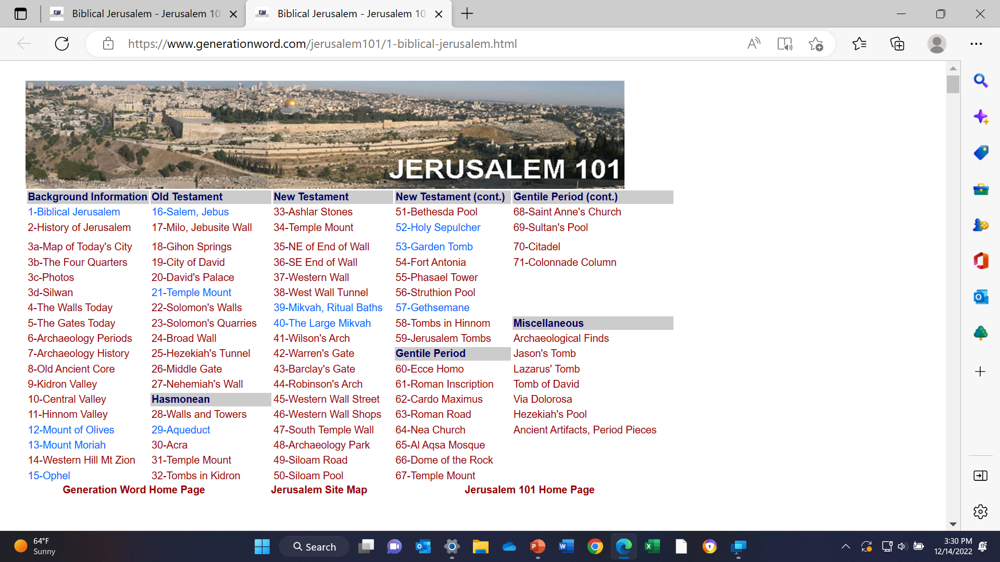 Biblical Jerusalem - Jerusalem 10
Biblical Jerusalem - Jerusalem 10
https://www.generationword.com/jerusalem101/1-biblical-jerusalem.html
JERUSALEM 101
Background Information
1-Biblical Jerusalem
2-History of Jerusalem
3a-Map of Today's City
3b-The Four Quarters
3c-Photos
3d-Silwan
4-The Walls Today
5-The Gates Today
6-Archaeology Periods
7-Archaeology History
8-Old Ancient Core
9-Kidron Valley
10-Central Valley
11-Hinnom Valley
12-Mount of Olives
13-Mount Moriah
14-Western Hill Mt Zion
15-Ophel
Old Testament
16-Salem, Jebus
17-Milo, Jebusite Wall
18-Gihon Springs
19-City of David
20-David's Palace
21-Temple Mount
22-Solomon's Walls
23-Solomon's Quarries
24-Broad Wall
25-Hezekiah's Tunnel
26-Middle Gate
27-Nehemiah's Wall
Hasmonean
28-Walls and Towers
29-Aqueduct
30-Acra
31-Temple Mount
32-Tombs in Kidron
New Testament
33-Ashlar Stones
34-Temple Mount
35-NE of End of Wall
36-SE End of Wall
37-Western Wall
38-West Wall Tunnel
39-Mikvah, Ritual Baths
40-The Large Mikvah
41-Wilson's Arch
42-Warren's Gate
43-Barclay's Gate
44-Robinson's Arch
45-Western Wall Street
46-Western Wall Shops
47-South Temple Wall
48-Archaeology Park
49-Siloam Road
50-Siloam Pool
New Testament (cont.)
51-Bethesda Pool
52-Holy Sepulcher
53-Garden Tomb
54-Fort Antonia
55-Phasael Tower
56-Struthion Pool
57-Gethsemane
58-Tombs in Hinnom
59-Jerusalem Tombs
Gentile Period
60-Ecce Homo
61-Roman Inscription
62-Cardo Maximus
63-Roman Road
64-Nea Church
65-Al Aqsa Mosque
66-Dome of the Rock
67-Temple Mount
Gentile Period (cont.)
68-Saint Anne's Church
69-Sultan's Pool
70-Citadel
71-Colonnade Column
Miscellaneous
Archaeological Finds
Jason's Tomb
Lazarus' Tomb
Tomb of David
Via Dolorosa
Hezekiah's Pool
Ancient Artifacts, Period Pieces
Generation Word Home Page
Jerusalem Site Map
Jerusalem 101 Home Page
64°F
Sunny
Search
3:30 PM
12/14/2022